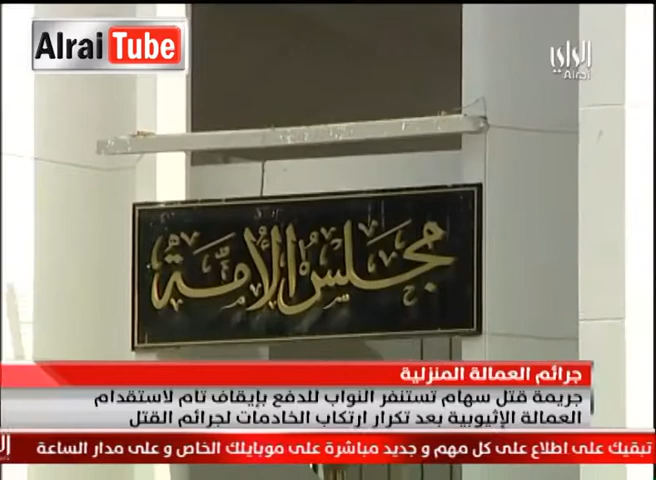 Alrai Tube
الراي
Alrai
مجلس الأمة
جرائم العمالة المنزلية
جريمة قتل سهام تستنفر النواب للدفع بإيقاف تام لاستقدام
العمالة الإثيوبية بعد تكرار ارتكاب الخادمات لجرائم القتل
تبقيك على اطلاع على كل مهم و جديد مباشرة على موبايلك الخاص و على مدار الساعة